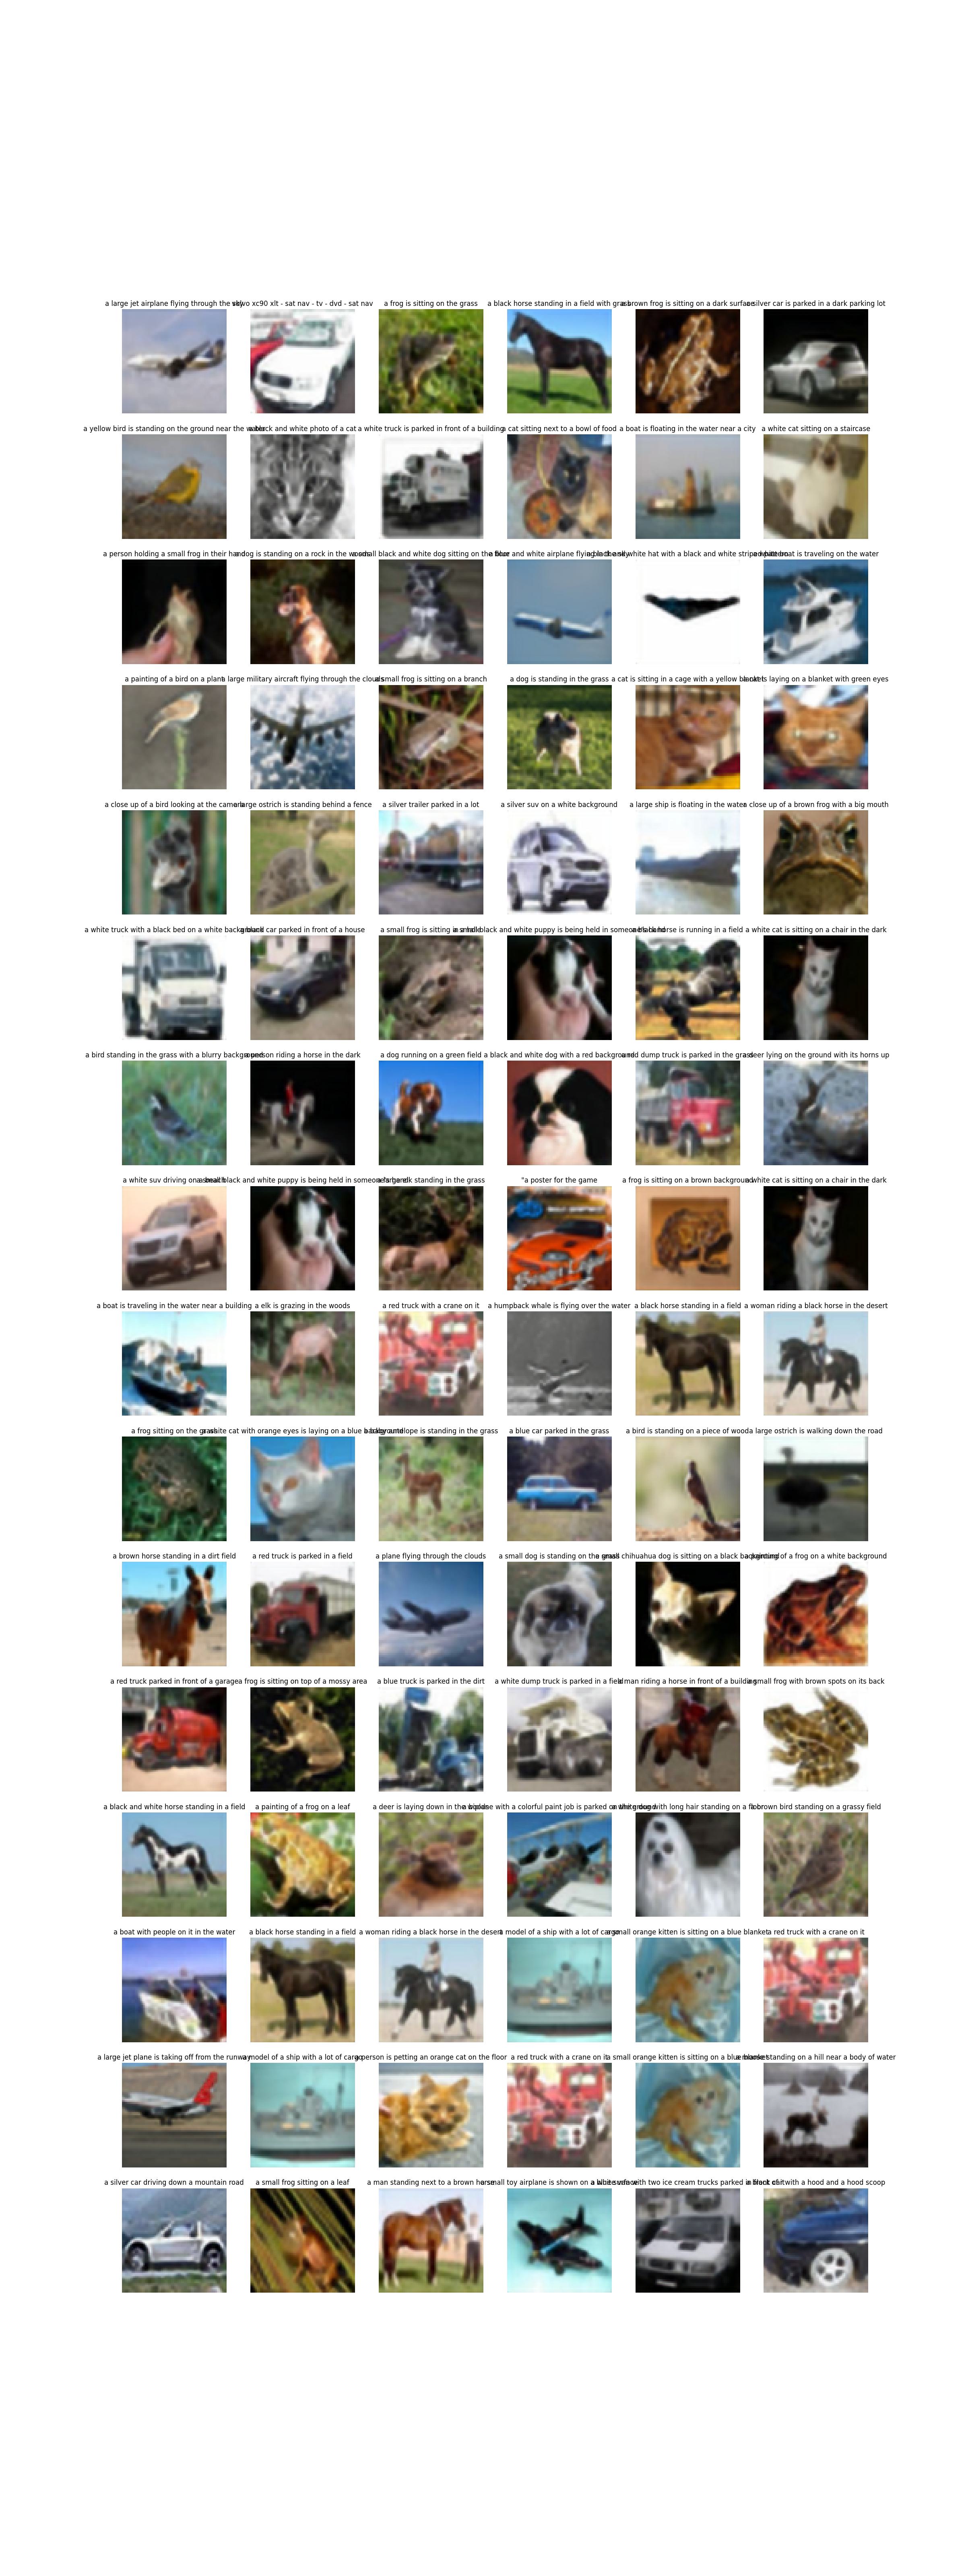 a large jet airplane flying through the sky
volvo xc90 xlt - sat nav - tv - dvd - sat nav
a frog is sitting on the grass
a black horse standing in a field with grass
a brown frog is sitting on a dark surface
a silver car is parked in a dark parking lot
a yellow bird is standing on the ground near the water
a black and white photo of a cat
a white truck is parked in front of a building
a cat sitting next to a bowl of food
a boat is floating in the water near a city
a white cat sitting on a staircase
a person holding a small frog in their hand
a dog is standing on a rock in the woods
a small black and white dog sitting on the floor
a blue and white airplane flying in the sky
a black and white hat with a black and white stripe pattern
a white boat is traveling on the water
a painting of a bird on a plant
a large military aircraft flying through the clouds
a small frog is sitting on a branch
a dog is standing in the grass
a cat is sitting in a cage with a yellow blanket
a cat is laying on a blanket with green eyes
a close up of a bird looking at the camera
a large ostrich is standing behind a fence
a silver trailer parked in a lot
a silver suv on a white background
a large ship is floating in the water
a close up of a brown frog with a big mouth
a white truck with a black bed on a white background
a black car parked in front of a house
a small frog is sitting in a hole
a small black and white puppy is being held in someone's hand
a black horse is running in a field
a white cat is sitting on a chair in the dark
a bird standing in the grass with a blurry background
a person riding a horse in the dark
a dog running on a green field
a black and white dog with a red background
a red dump truck is parked in the grass
a deer lying on the ground with its horns up
a white suv driving on a beach
a small black and white puppy is being held in someone's hand
a large elk standing in the grass
"a poster for the game
a frog is sitting on a brown background
a white cat is sitting on a chair in the dark
a boat is traveling in the water near a building
a elk is grazing in the woods
a red truck with a crane on it
a humpback whale is flying over the water
a black horse standing in a field
a woman riding a black horse in the desert
a frog sitting on the grass
a white cat with orange eyes is laying on a blue background
a baby antelope is standing in the grass
a blue car parked in the grass
a bird is standing on a piece of wood
a large ostrich is walking down the road
a brown horse standing in a dirt field
a red truck is parked in a field
a plane flying through the clouds
a small dog is standing on the grass
a small chihuahua dog is sitting on a black background
a painting of a frog on a white background
a red truck parked in front of a garage
a frog is sitting on top of a mossy area
a blue truck is parked in the dirt
a white dump truck is parked in a field
a man riding a horse in front of a building
a small frog with brown spots on its back
a black and white horse standing in a field
a painting of a frog on a leaf
a deer is laying down in the woods
a plane with a colorful paint job is parked on the ground
a white dog with long hair standing on a floor
a brown bird standing on a grassy field
a boat with people on it in the water
a black horse standing in a field
a woman riding a black horse in the desert
a model of a ship with a lot of cargo
a small orange kitten is sitting on a blue blanket
a red truck with a crane on it
a large jet plane is taking off from the runway
a model of a ship with a lot of cargo
a person is petting an orange cat on the floor
a red truck with a crane on it
a small orange kitten is sitting on a blue blanket
a moose standing on a hill near a body of water
a silver car driving down a mountain road
a small frog sitting on a leaf
a man standing next to a brown horse
a small toy airplane is shown on a blue surface
a white van with two ice cream trucks parked in front of it
a black car with a hood and a hood scoop